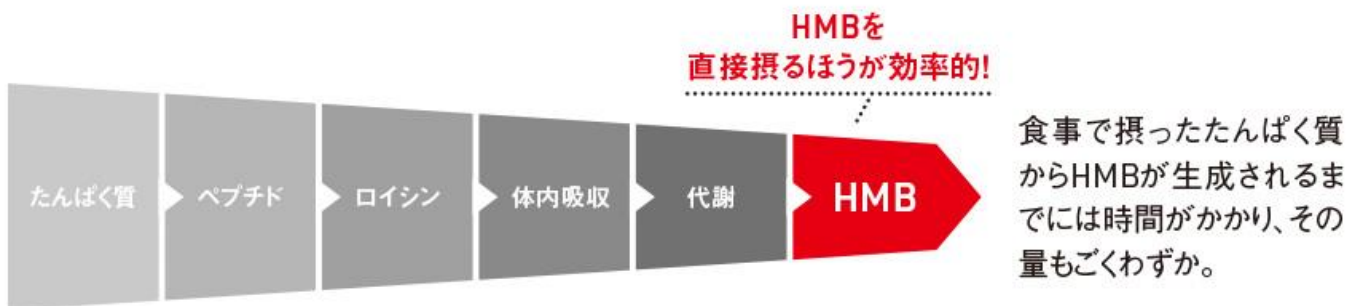 HMBを
直接摂るほうが効率的!
たんぱく質
ペプチド
ロイシン
体内吸収
代謝
HMB
食事で摂ったたんぱく質
からHMBが生成されるま
でには時間がかかり、その
量もごくわずか。